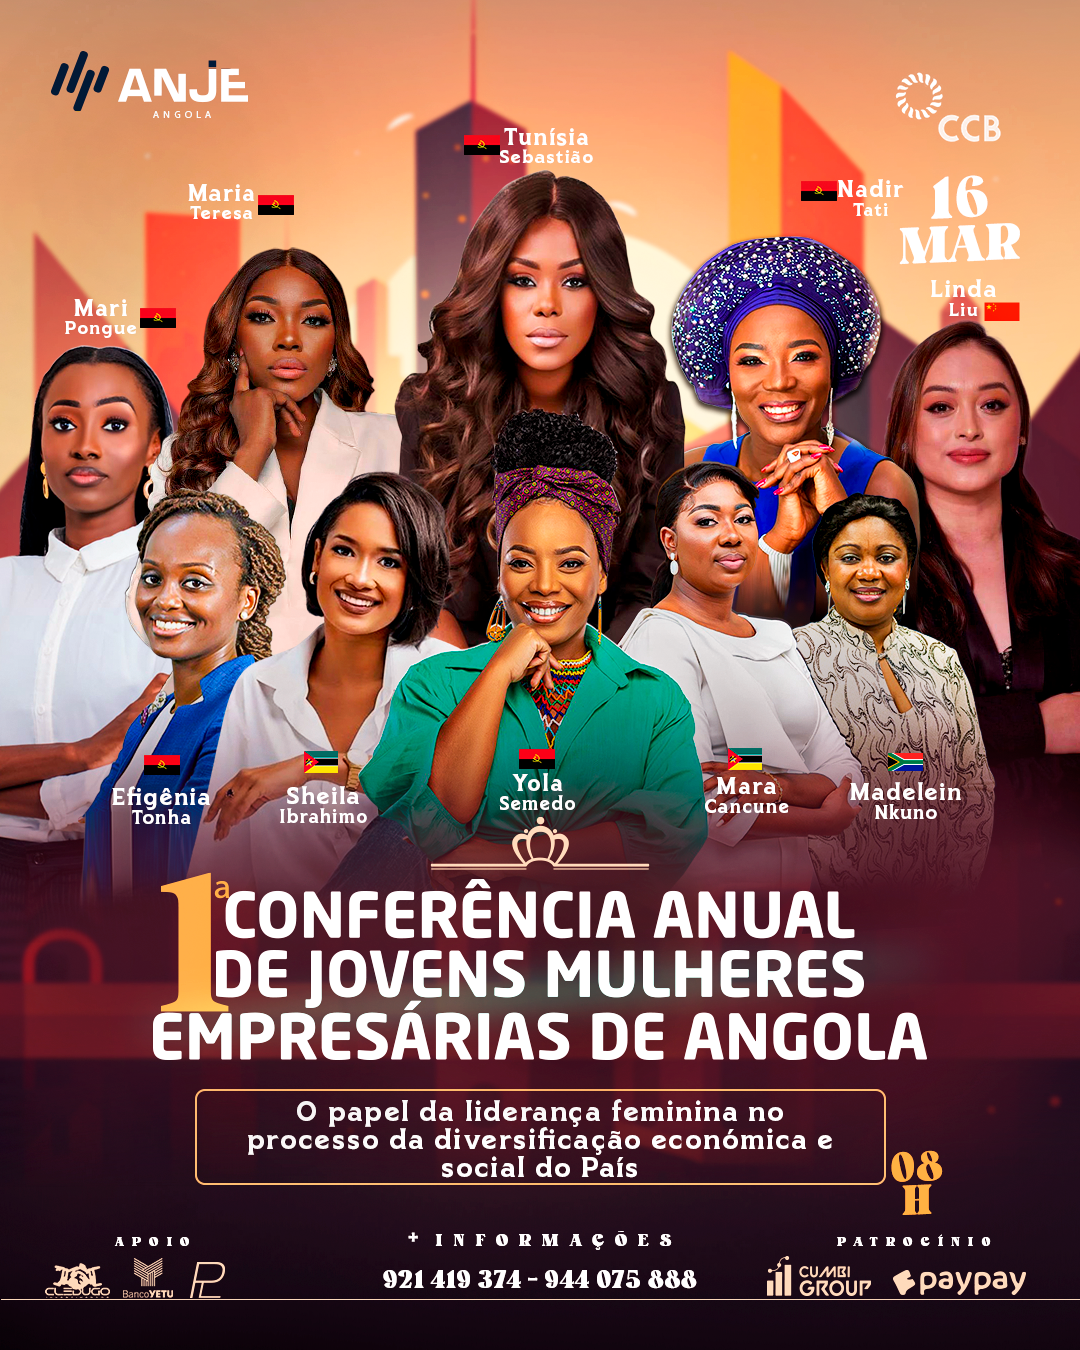 ANJE
ANGOLA
CCB
16
MAR
Tunísia
Sebastião
Maria
Teresa
Nadir
Tati
Linda
Liu
Mari
Pongue
Efigênia
Tonha
Sheila
Ibrahimo
Yola
Semedo
Mara
Cancune
Madelein
Nkuno
1ª CONFERÊNCIA ANUAL
DE JOVENS MULHERES
EMPRESÁRIAS DE ANGOLA
O papel da liderança feminina no
processo da diversificação económica e
social do País
08
H
APOIO
CLEDUGO
BancoYETU
PL
+ INFORMAÇÕES
921 419 374 - 944 075 888
PATROCÍNIO
CUMBI
GROUP
paypay